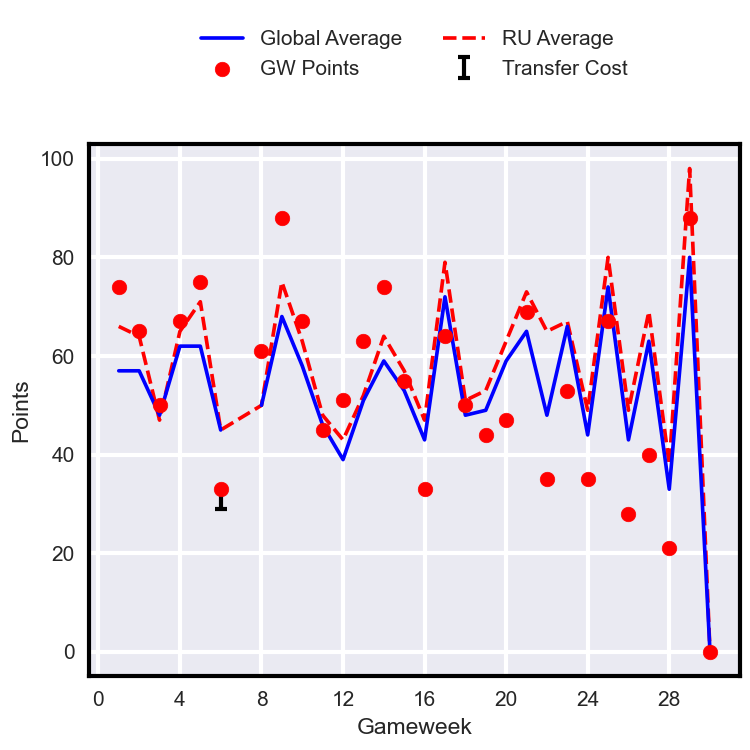 Global Average
RU Average
GW Points
Transfer Cost
100
80
60
40
20
0
Points
0 4 8 12 16 20 24 28
Gameweek